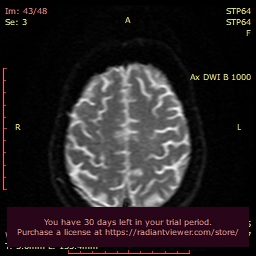 Im: 43/48
Se: 3
STP64
STP64
F
A
Ax DWI B 1000
R
L
You have 30 days left in your trial period.
Purchase a license at https://radiantviewer.com/store/